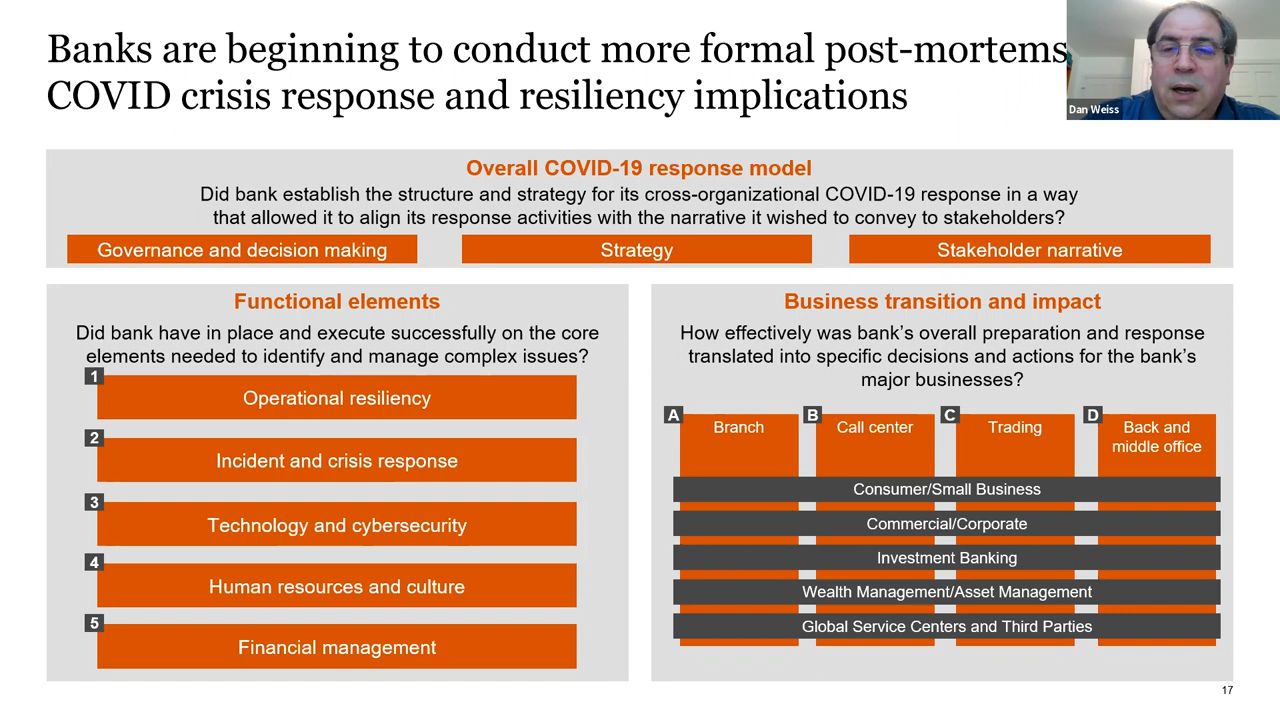 Banks are beginning to conduct more formal post-mortems
COVID crisis response and resiliency implications
Dan Weiss
Overall COVID-19 response model
Did bank establish the structure and strategy for its cross-organizational COVID-19 response in a way
that allowed it to align its response activities with the narrative it wished to convey to stakeholders?
Governance and decision making
Strategy
Stakeholder narrative
Functional elements
Did bank have in place and execute successfully on the core
elements needed to identify and manage complex issues?
1
Operational resiliency
2
Incident and crisis response
3
Technology and cybersecurity
4
Human resources and culture
5
Financial management
Business transition and impact
How effectively was bank's overall preparation and response
translated into specific decisions and actions for the bank's
major businesses?
A
Branch
B
Call center
C
Trading
D
Back and
middle office
Consumer/Small Business
Commercial/Corporate
Investment Banking
Wealth Management/Asset Management
Global Service Centers and Third Parties
17